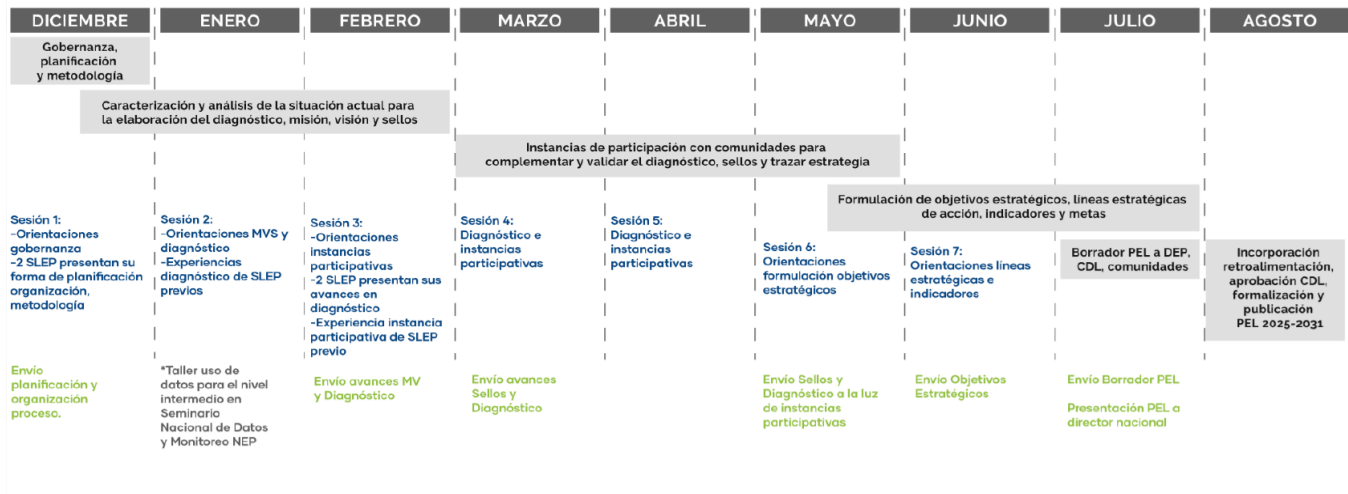 DICIEMBRE
ENERO
FEBRERO
MARZO
ABRIL
MAYO
JUNIO
JULIO
AGOSTO
Gobernanza,
planificación
y metodología
Caracterización y análisis de la situación actual para
la elaboración del diagnóstico, misión, visión y sellos
Instancias de participación con comunidades para
complementar y validar el diagnóstico, sellos y trazar estrategia
Formulación de objetivos estratégicos, líneas estratégicas
de acción, indicadores y metas
Sesión 1:
-Orientaciones
gobernanza
-2 SLEP presentan su
forma de planificación
organización,
metodología
Sesión 2:
-Orientaciones MVS y
diagnóstico
-Experiencias
diagnóstico de SLEP
previos
Sesión 3:
-Orientaciones
instancias
participativas
-2 SLEP presentan sus
avances en
diagnóstico
-Experiencia instancia
participativa de SLEP
previo
Sesión 4:
Diagnóstico e
instancias
participativas
Sesión 5:
Diagnóstico e
instancias
participativas
Sesión 6:
Orientaciones
formulación objetivos
estratégicos
Sesión 7:
Orientaciones líneas
estratégicas e
indicadores
Borrador PEL a DEP,
CDL, comunidades
Incorporación
retroalimentación,
aprobación CDL,
formalización y
publicación
PEL 2025-2031
Envío
planificación y
organización
proceso.
*Taller uso de
datos para el nivel
intermedio en
Seminario
Nacional de Datos
y Monitoreo NEP
Envío avances MV
y Diagnóstico
Envío avances
Sellos y
Diagnóstico
Envío Sellos y
Diagnóstico a la luz
de instancias
participativas
Envío Objetivos
Estratégicos
Envío Borrador PEL
Presentación PEL a
director nacional